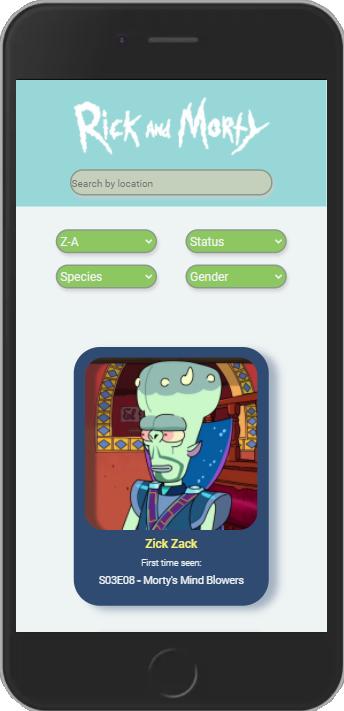 Rick and Morty
Search by location
Z-A
Status
Species
Gender
Zick Zack
First time seen:
S03E08 - Morty's Mind Blowers